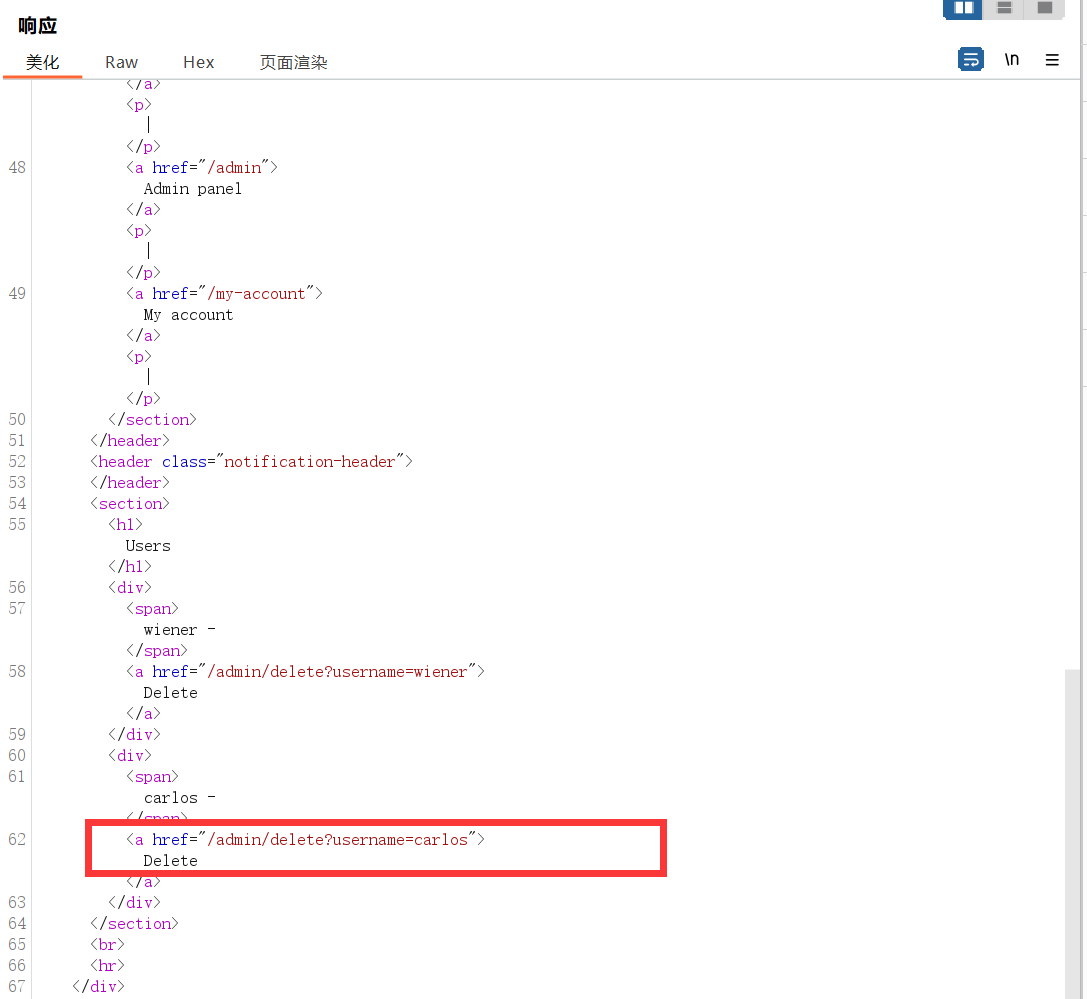 响应
美化 Raw Hex 页面渲染 \n
</a>
<p>
|
</p>
48 <a href="/admin">
Admin panel
</a>
<p>
|
</p>
49 <a href="/my-account">
My account
</a>
<p>
|
</p>
50 </section>
51 </header>
52 <header class="notification-header">
53 </header>
54 <section>
55 <h1>
Users
</h1>
56 <div>
57 <span>
wiener -
</span>
58 <a href="/admin/delete?username=wiener">
Delete
</a>
59 </div>
60 <div>
61 <span>
carlos -
</span>
62 <a href="/admin/delete?username=carlos">
Delete
</a>
63 </div>
64 </section>
65 <br>
66 <hr>
67 </div>